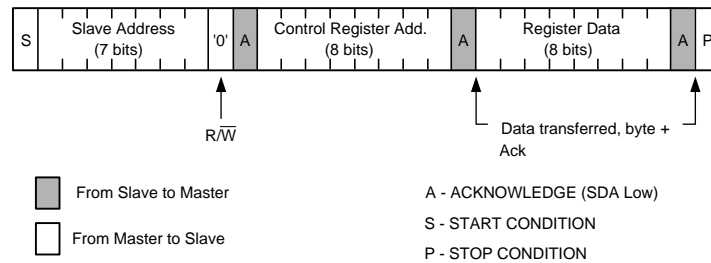 S Slave Address (7 bits) '0' A Control Register Add. (8 bits) A Register Data (8 bits) A P
R/W̅
Data transferred, byte +
Ack
From Slave to Master
A - ACKNOWLEDGE (SDA Low)
S - START CONDITION
From Master to Slave
P - STOP CONDITION